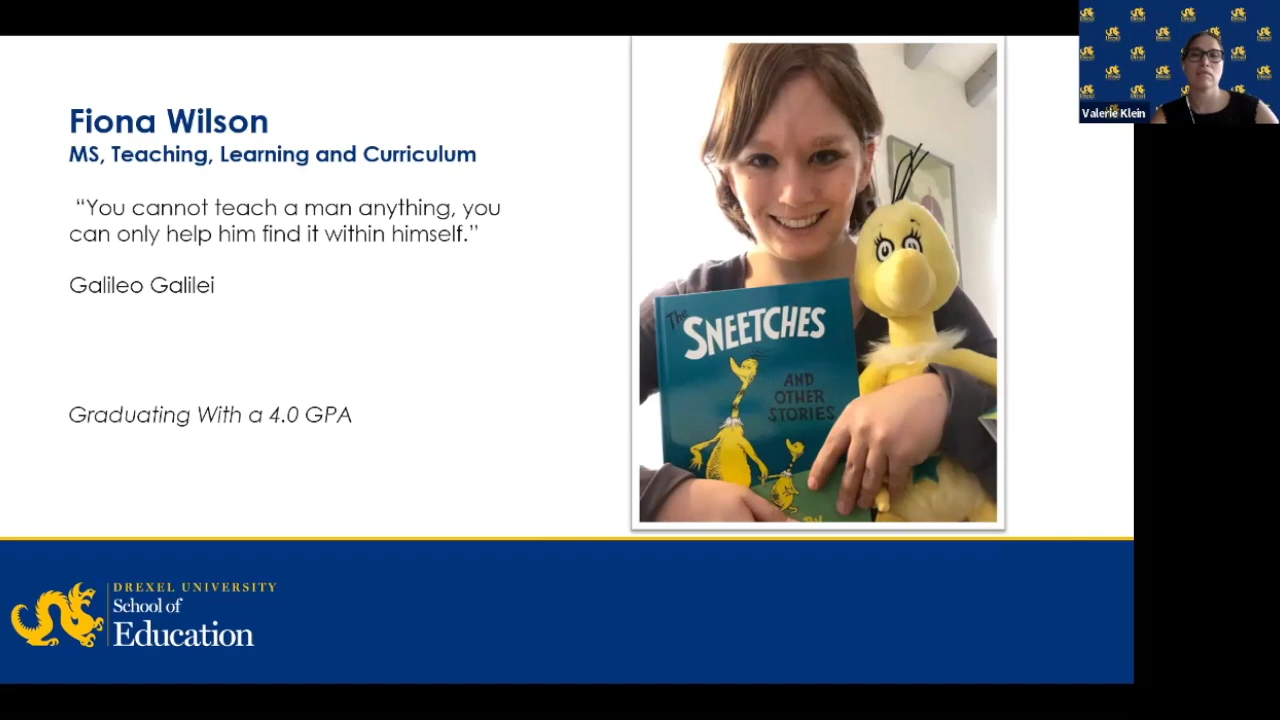 Fiona Wilson
MS, Teaching, Learning and Curriculum
“You cannot teach a man anything, you
can only help him find it within himself.”
Galileo Galilei
Graduating With a 4.0 GPA
The
SNEETCHES
AND
OTHER
STORIES
BY
DREXEL UNIVERSITY
School of
Education
Valerie Klein